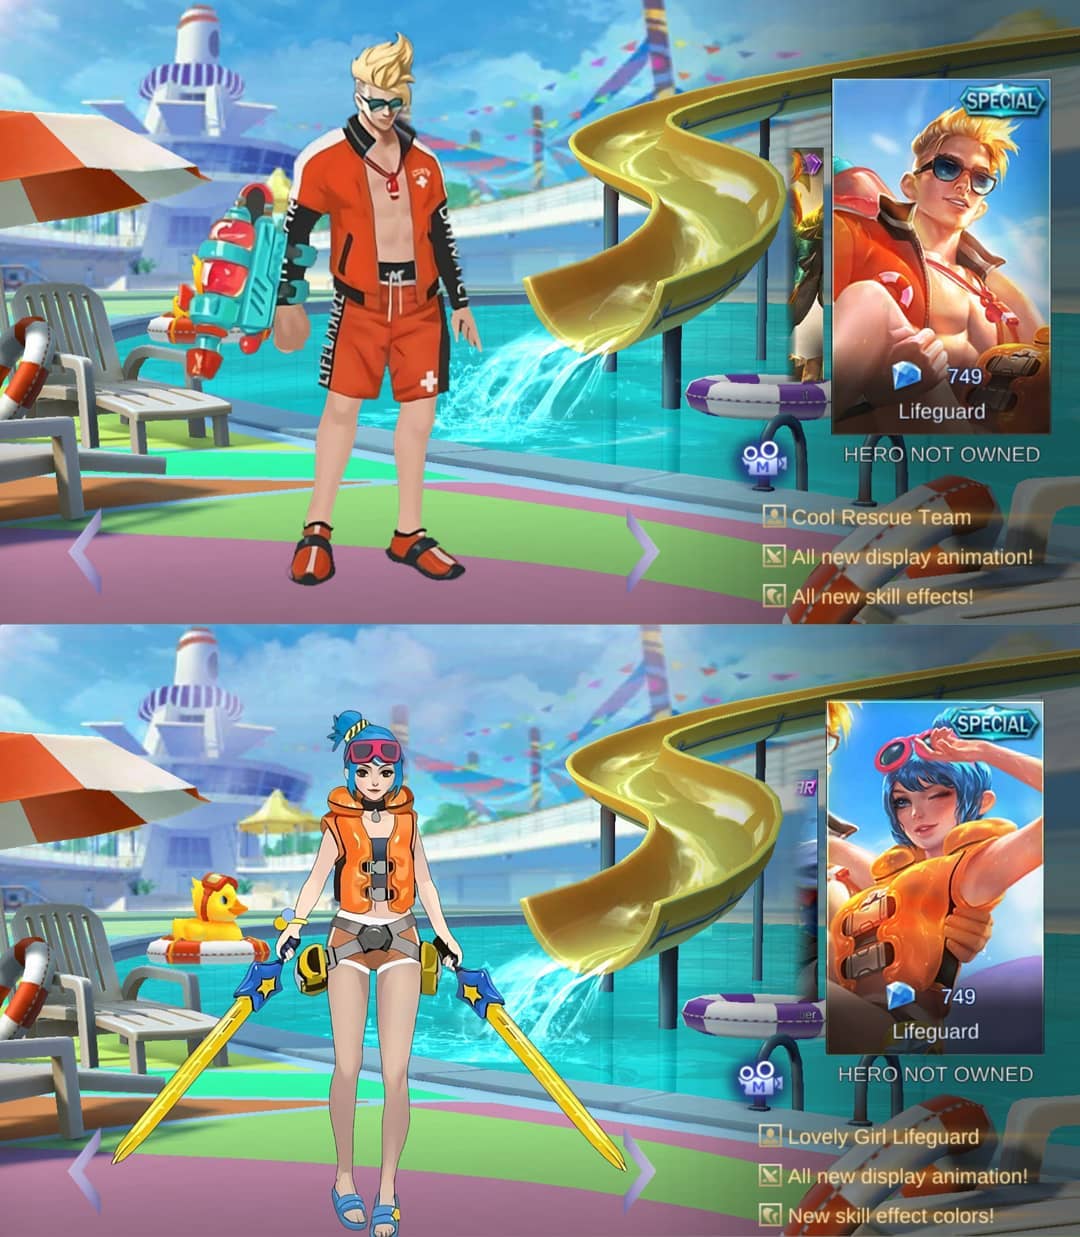 SPECIAL
749
Lifeguard
HERO NOT OWNED
M
Cool Rescue Team
All new display animation!
All new skill effects!
SPECIAL
749
Lifeguard
HERO NOT OWNED
M
Lovely Girl Lifeguard
All new display animation!
New skill effect colors!